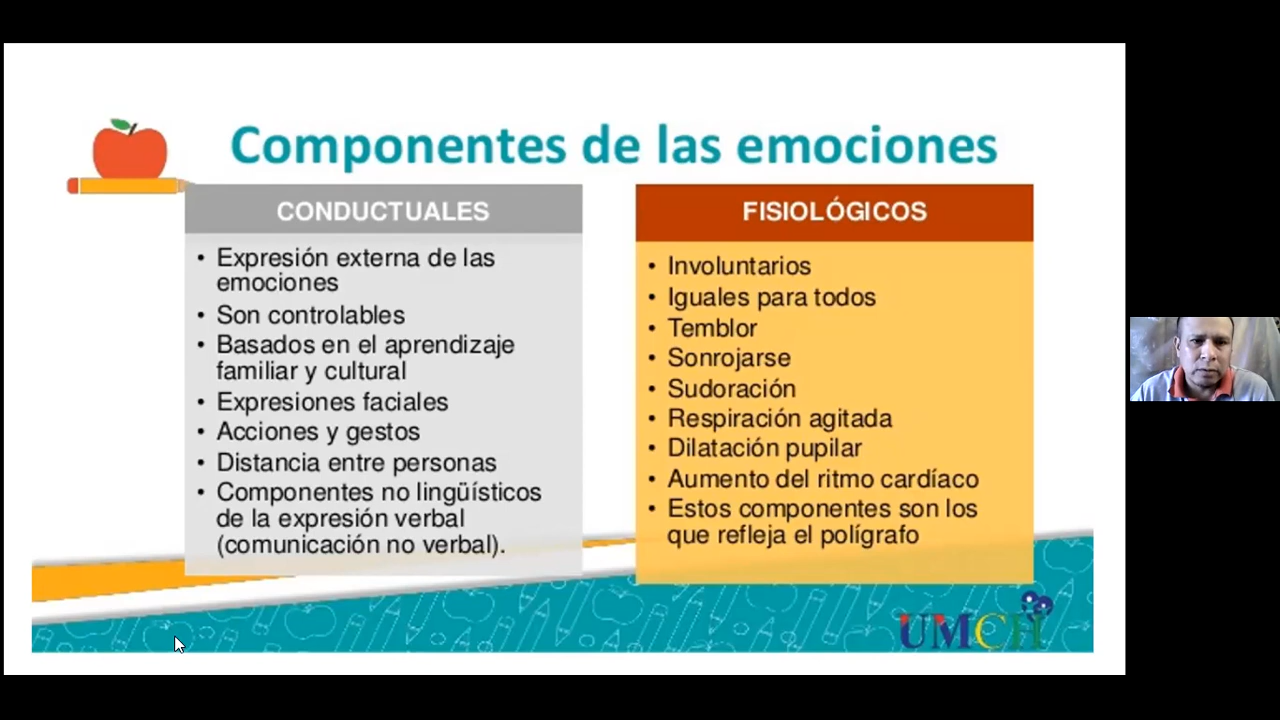 Componentes de las emociones
CONDUCTUALES
• Expresión externa de las
emociones
• Son controlables
• Basados en el aprendizaje
familiar y cultural
• Expresiones faciales
• Acciones y gestos
• Distancia entre personas
• Componentes no lingüísticos
de la expresión verbal
(comunicación no verbal).
FISIOLÓGICOS
• Involuntarios
• Iguales para todos
• Temblor
• Sonrojarse
• Sudoración
• Respiración agitada
• Dilatación pupilar
• Aumento del ritmo cardíaco
• Estos componentes son los
que refleja el polígrafo
UMCH